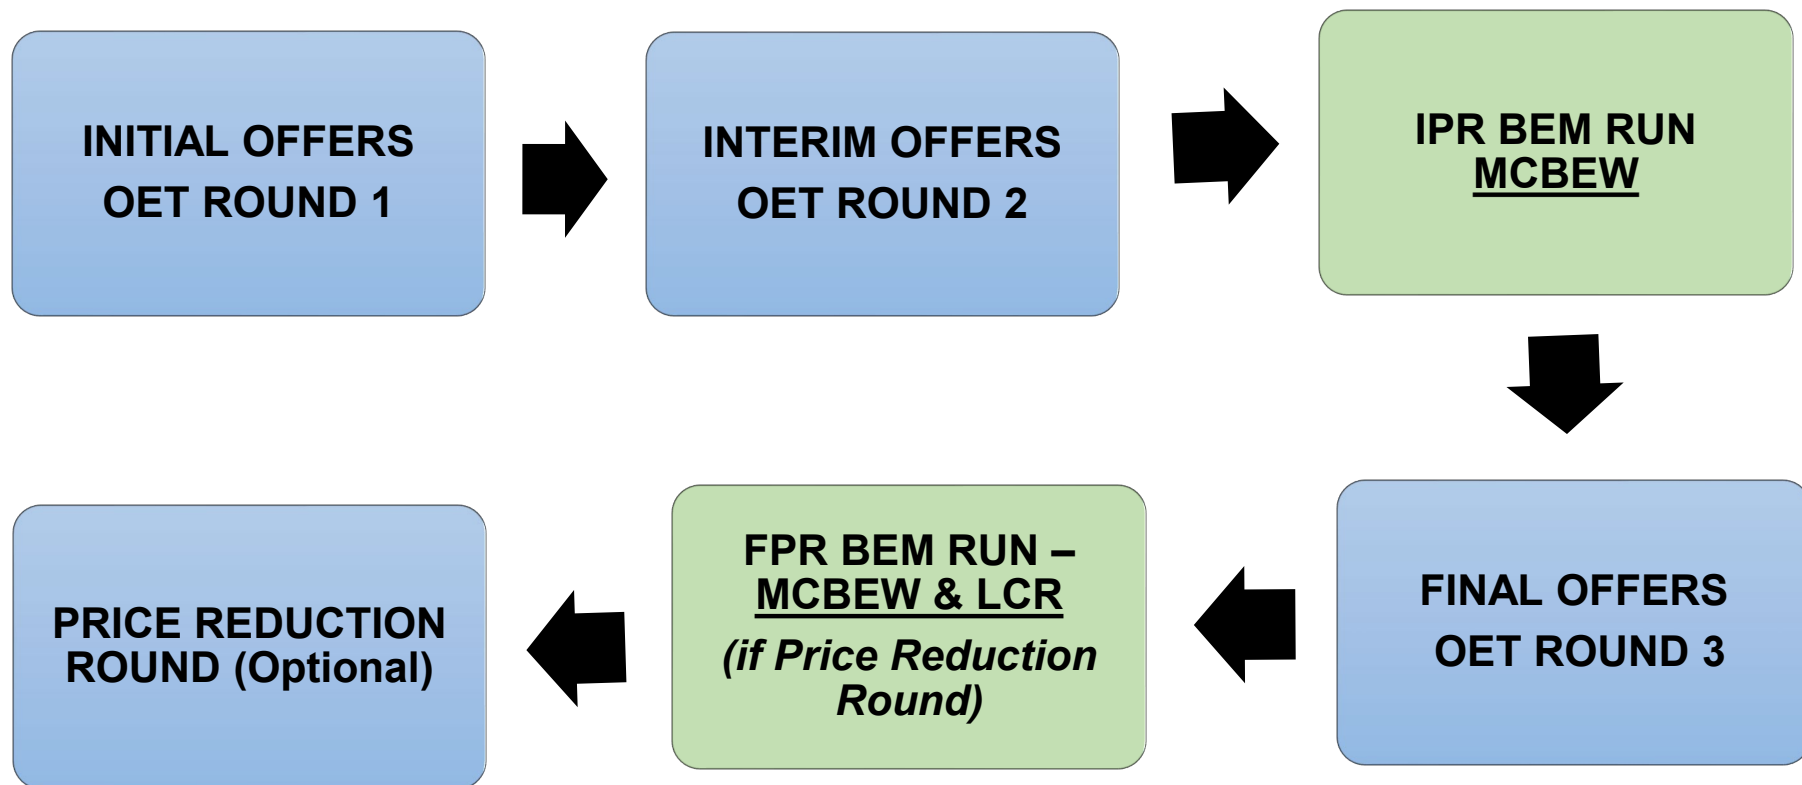 INITIAL OFFERS
OET ROUND 1
INTERIM OFFERS
OET ROUND 2
IPR BEM RUN
MCBEW
FINAL OFFERS
OET ROUND 3
FPR BEM RUN –
MCBEW & LCR
(if Price Reduction
Round)
PRICE REDUCTION
ROUND (Optional)